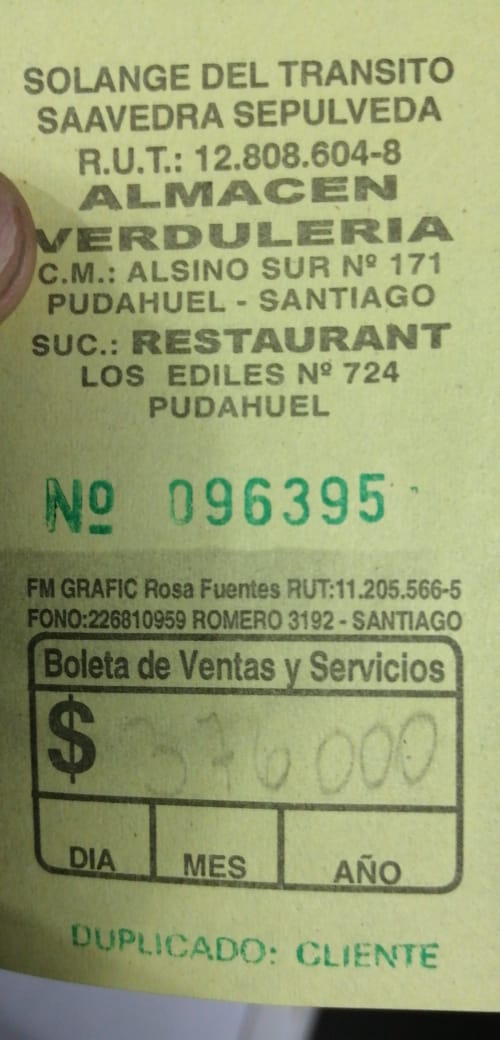 SOLANGE DEL TRANSITO
SAAVEDRA SEPULVEDA
R.U.T.: 12.808.604-8
ALMACEN
VERDULERIA
C.M.: ALSINO SUR Nº 171
PUDAHUEL - SANTIAGO
SUC.: RESTAURANT
LOS EDILES Nº 724
PUDAHUEL
Nº 096395
FM GRAFIC Rosa Fuentes RUT:11.205.566-5
FONO:226810959 ROMERO 3192 - SANTIAGO
Boleta de Ventas y Servicios
$ 376000
DIA MES AÑO
DUPLICADO: CLIENTE